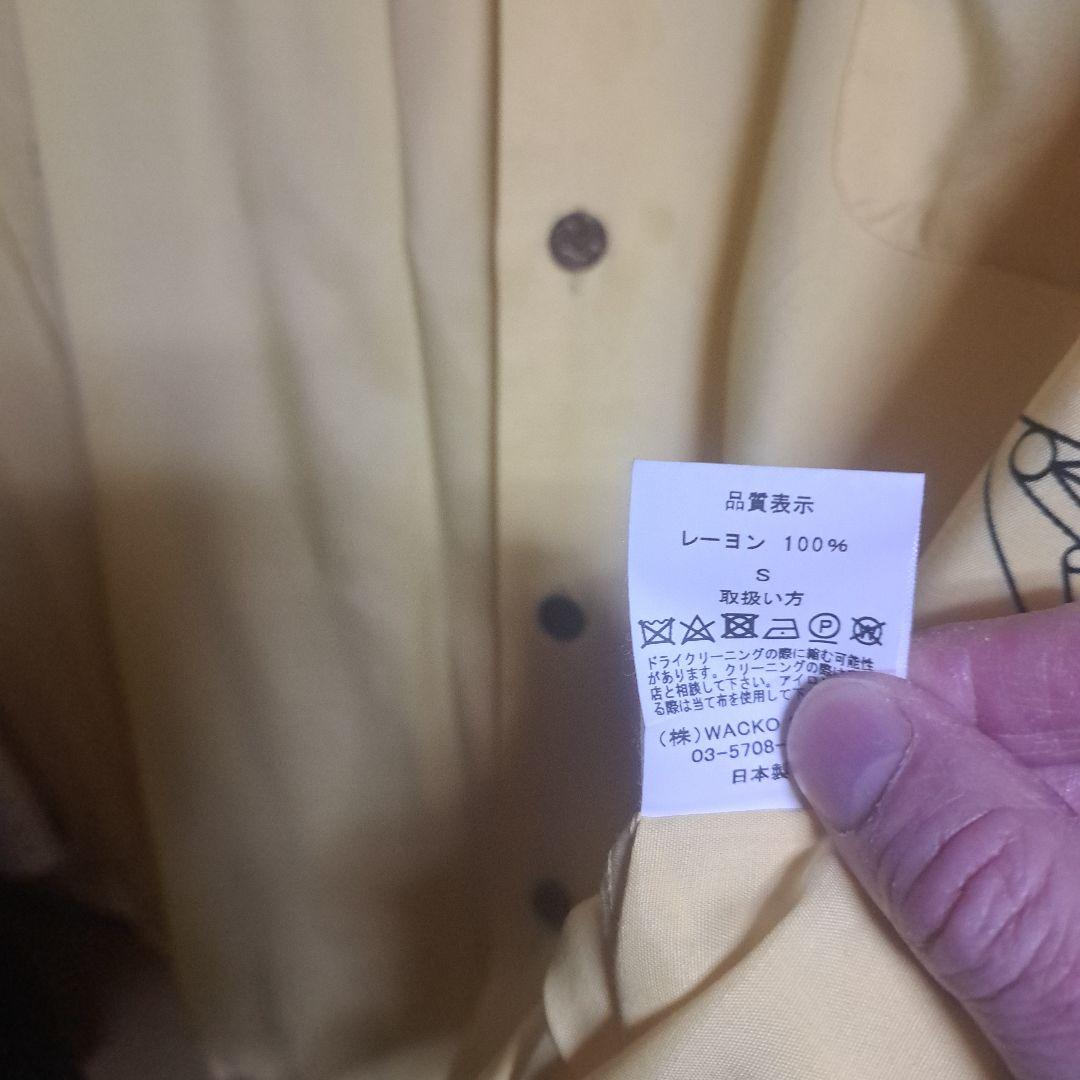 品質表示
レーヨン 100%
S
取扱い方
P
W
ドライクリーニングの際に縮む可能性
があります。クリーニングの際は
店と相談して下さい。アイロ
る際は当て布を使用して下
(株)WACKO
03-5708-
日本製